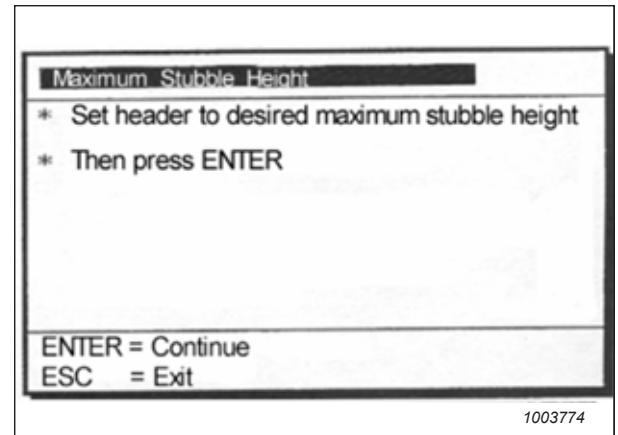 Maximum Stubble Height
* Set header to desired maximum stubble height
* Then press ENTER
ENTER = Continue
ESC = Exit
1003774